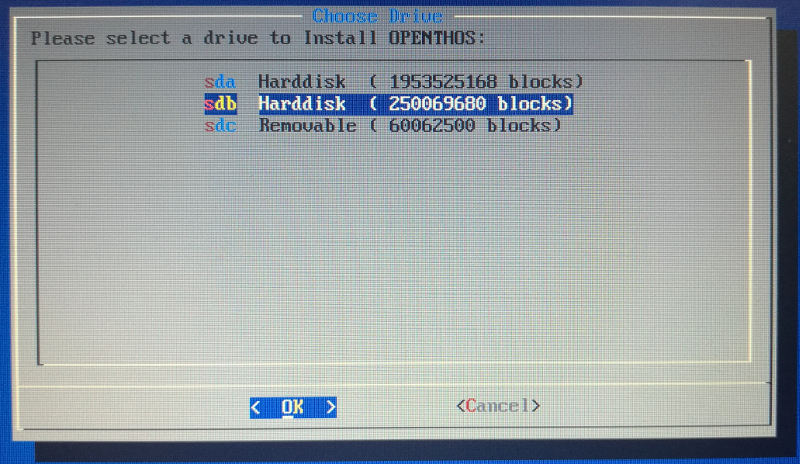 Choose Drive
Please select a drive to Install OPENTHOS:
sda Harddisk ( 1953525168 blocks)
sdb Harddisk ( 250069680 blocks)
sdc Removable ( 60062500 blocks)
< OK > <Cancel>